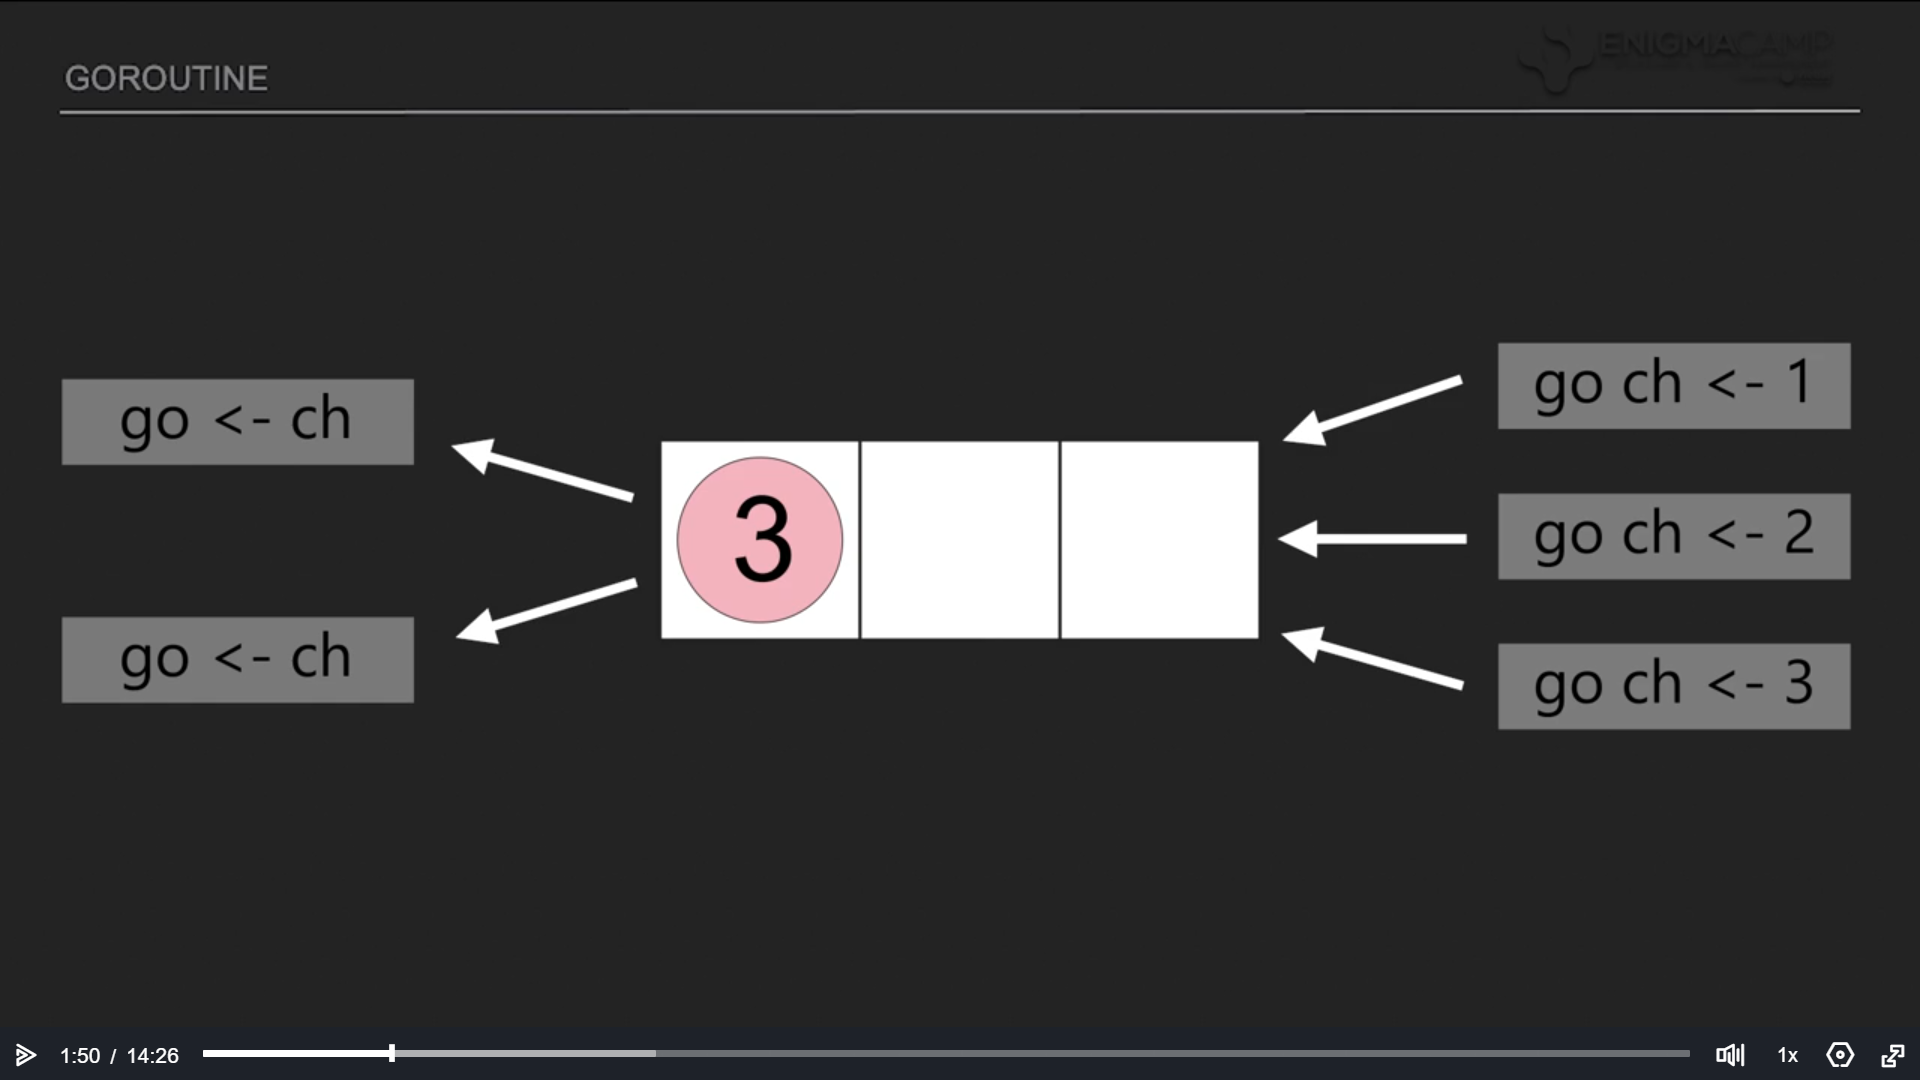 GOROUTINE
ENIGMACAMP
go <- ch
go <- ch
3
go ch <- 1
go ch <- 2
go ch <- 3
1:50 / 14:26
1x